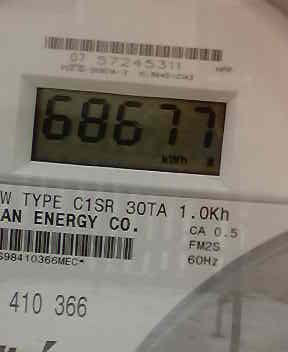 07 57245311
68677
kWh
W TYPE C1SR 30TA 1.0Kh
AN ENERGY CO.
CA 0.5
FM2S
60Hz
698410366MEC*
410 366